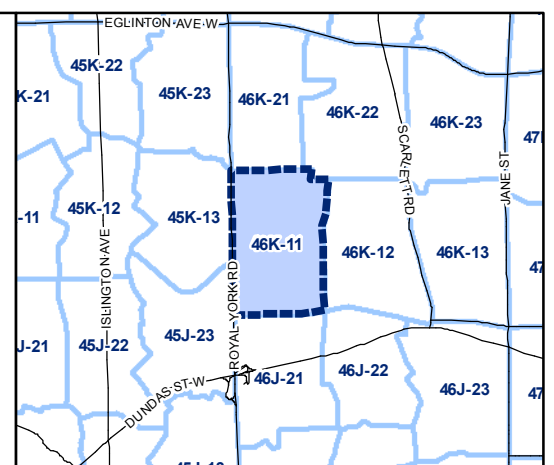 EGLINTON AVE W
45K-22
K-21
45K-23
46K-21
46K-22
46K-23
SCARLETT RD
JANE ST
-11
45K-12
45K-13
46K-11
46K-12
46K-13
47
ISLINGTON AVE
ROYAL YORK RD
J-21
45J-22
45J-23
DUNDAS ST W
46J-21
46J-22
46J-23
47